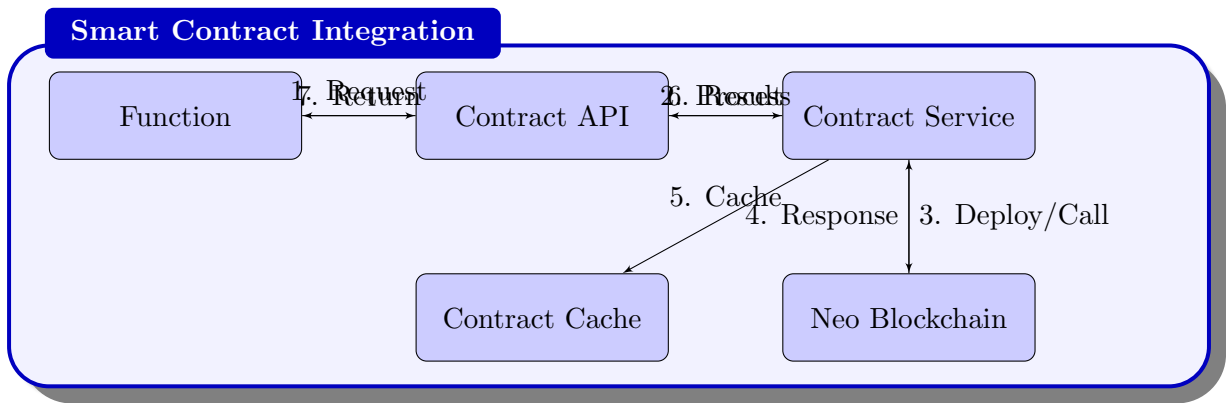 Smart Contract Integration
1. Request
7. Return
2. Process
6. Result
Function
Contract API
Contract Service
5. Cache
4. Response
3. Deploy/Call
Contract Cache
Neo Blockchain